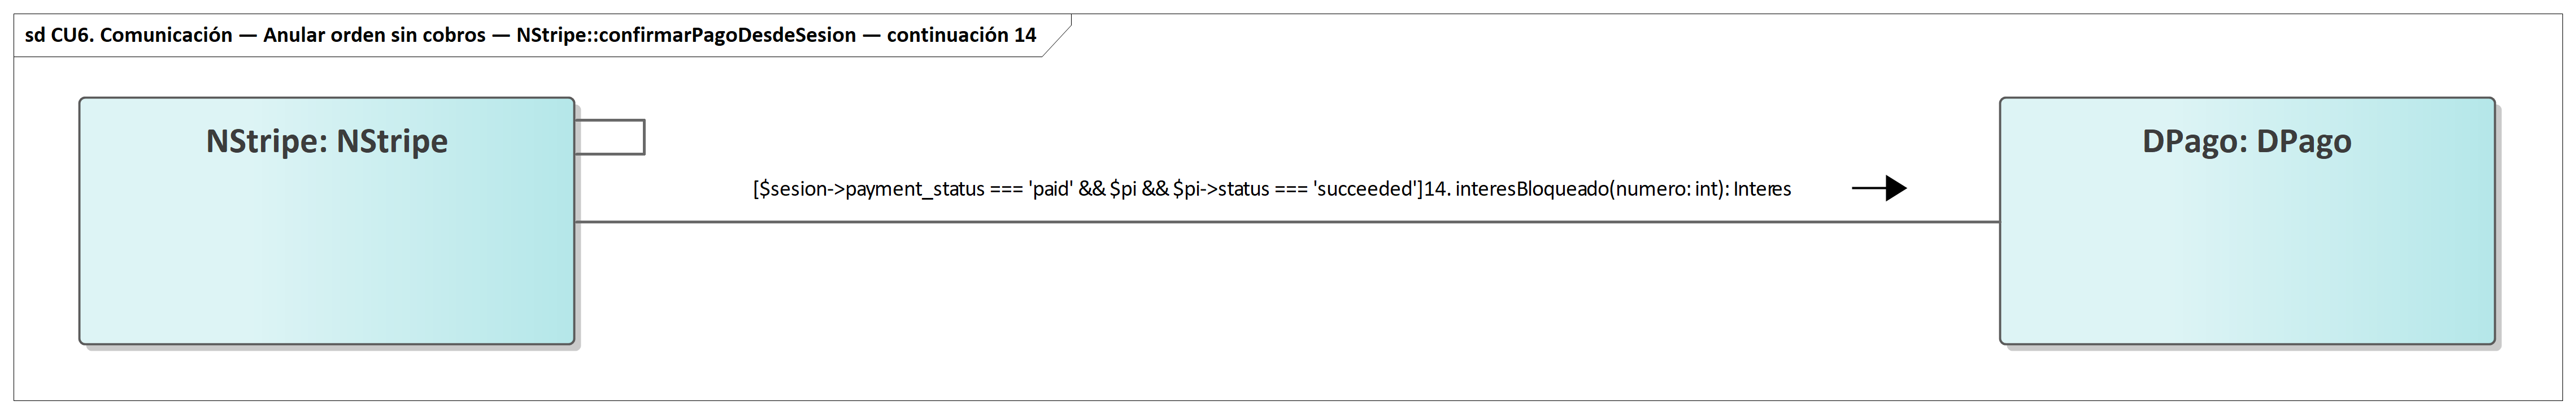 sd CU6. Comunicación — Anular orden sin cobros — NStripe::confirmarPagoDesdeSesion — continuación 14
NStripe: NStripe
DPago: DPago
[$sesion->payment_status === 'paid' && $pi && $pi->status === 'succeeded']14. interesBloqueado(numero: int): Interes